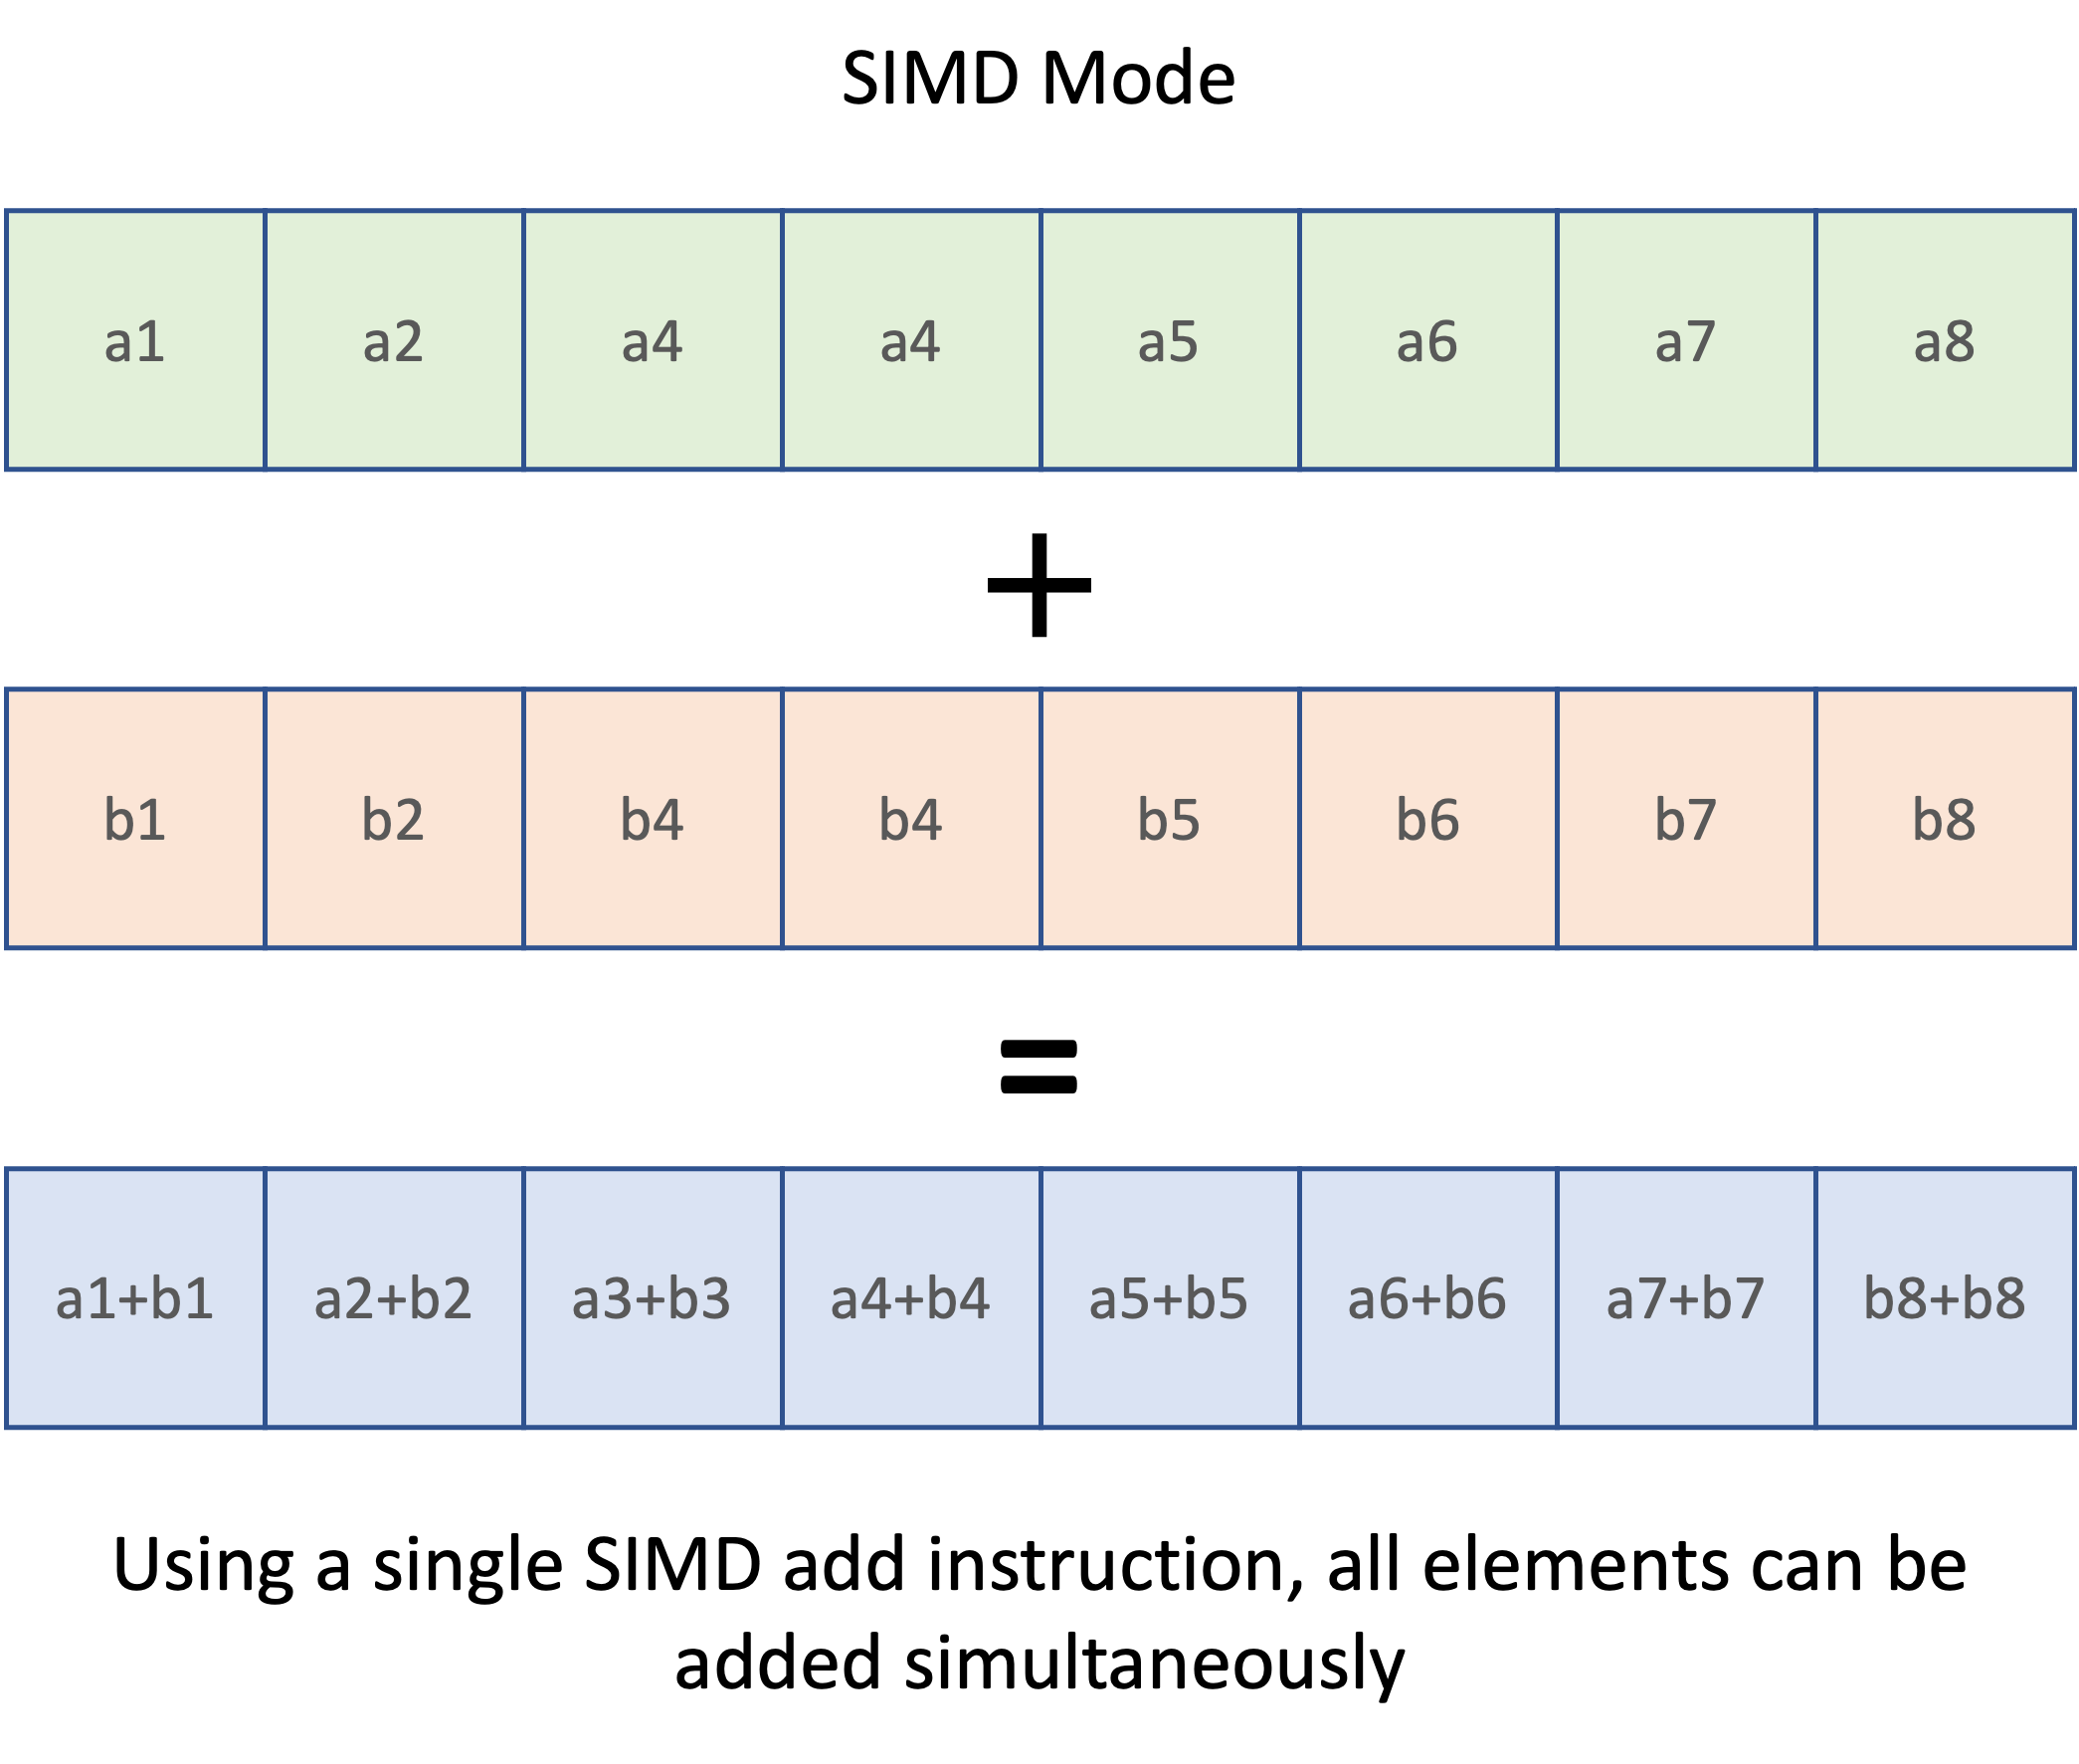 SIMD Mode
a1 a2 a4 a4 a5 a6 a7 a8
+
b1 b2 b4 b4 b5 b6 b7 b8
=
a1+b1 a2+b2 a3+b3 a4+b4 a5+b5 a6+b6 a7+b7 b8+b8
Using a single SIMD add instruction, all elements can be
added simultaneously